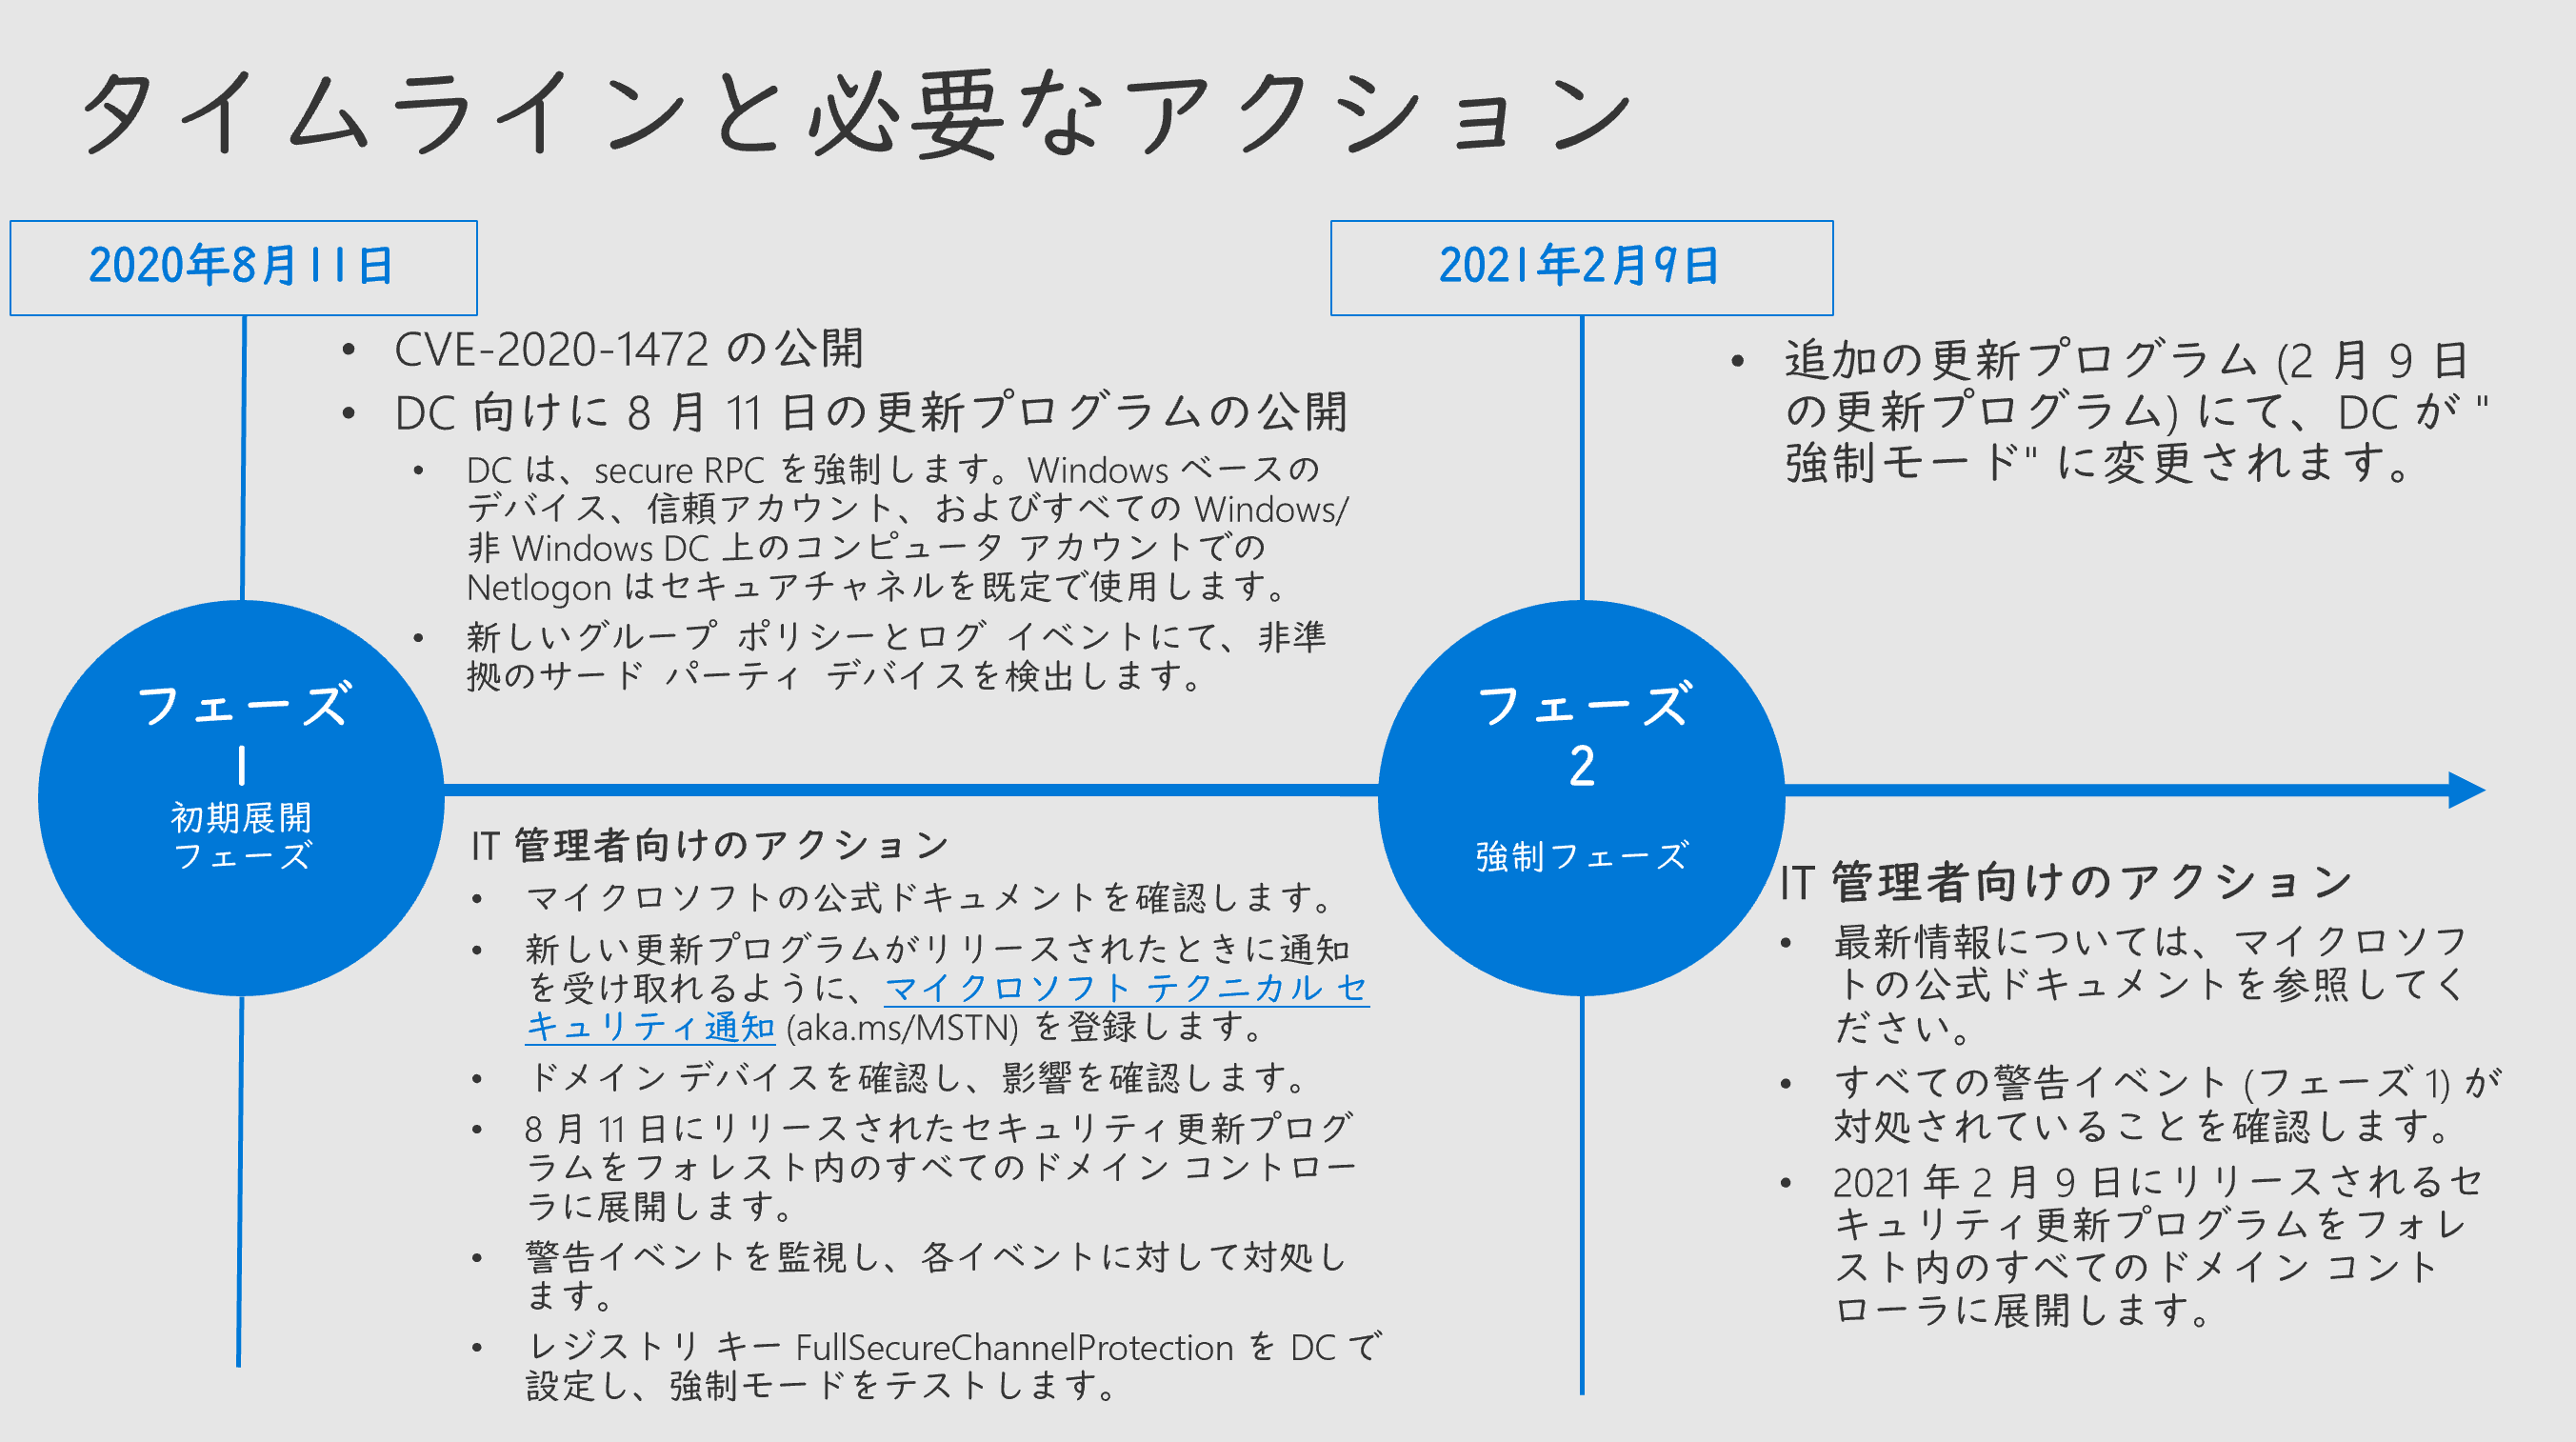 タイムラインと必要なアクション
2020年8月11日
• CVE-2020-1472 の公開
• DC 向けに 8 月 11 日の更新プログラムの公開
• DC は、secure RPC を強制します。Windows ベースの
デバイス、信頼アカウント、およびすべての Windows/
非 Windows DC 上のコンピュータ アカウントでの
Netlogon はセキュアチャネルを既定で使用します。
• 新しいグループ ポリシーとログ イベントにて、非準
拠のサード パーティ デバイスを検出します。
フェーズ
1
初期展開
フェーズ
IT 管理者向けのアクション
• マイクロソフトの公式ドキュメントを確認します。
• 新しい更新プログラムがリリースされたときに通知
を受け取れるように、マイクロソフト テクニカル セ
キュリティ通知 (aka.ms/MSTN) を登録します。
• ドメイン デバイスを確認し、影響を確認します。
• 8 月 11 日にリリースされたセキュリティ更新プログ
ラムをフォレスト内のすべてのドメイン コントロー
ラに展開します。
• 警告イベントを監視し、各イベントに対して対処し
ます。
• レジストリ キー FullSecureChannelProtection を DC で
設定し、強制モードをテストします。
2021年2月9日
• 追加の更新プログラム (2 月 9 日
の更新プログラム) にて、DC が "
強制モード" に変更されます。
フェーズ
2
強制フェーズ
IT 管理者向けのアクション
• 最新情報については、マイクロソフ
トの公式ドキュメントを参照してく
ださい。
• すべての警告イベント (フェーズ 1) が
対処されていることを確認します。
• 2021 年 2 月 9 日にリリースされるセ
キュリティ更新プログラムをフォレ
スト内のすべてのドメイン コント
ローラに展開します。